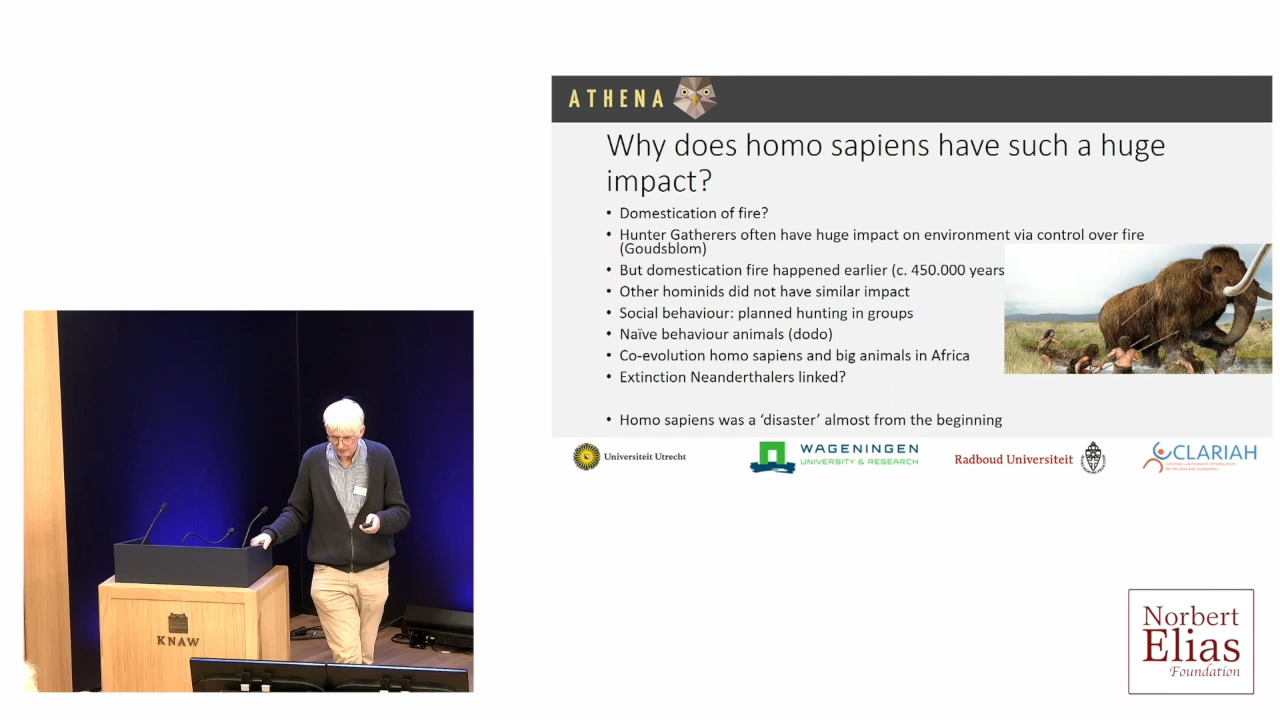 ATHENA
Why does homo sapiens have such a huge
impact?
• Domestication of fire?
• Hunter Gatherers often have huge impact on environment via control over fire
(Goudsblom)
• But domestication fire happened earlier (c. 450.000 years
• Other hominids did not have similar impact
• Social behaviour: planned hunting in groups
• Naïve behaviour animals (dodo)
• Co-evolution homo sapiens and big animals in Africa
• Extinction Neanderthalers linked?
• Homo sapiens was a ‘disaster’ almost from the beginning
Universiteit Utrecht
WAGENINGEN
UNIVERSITY & RESEARCH
Radboud Universiteit
CLARIAH
KNAW
Norbert
Elias
Foundation